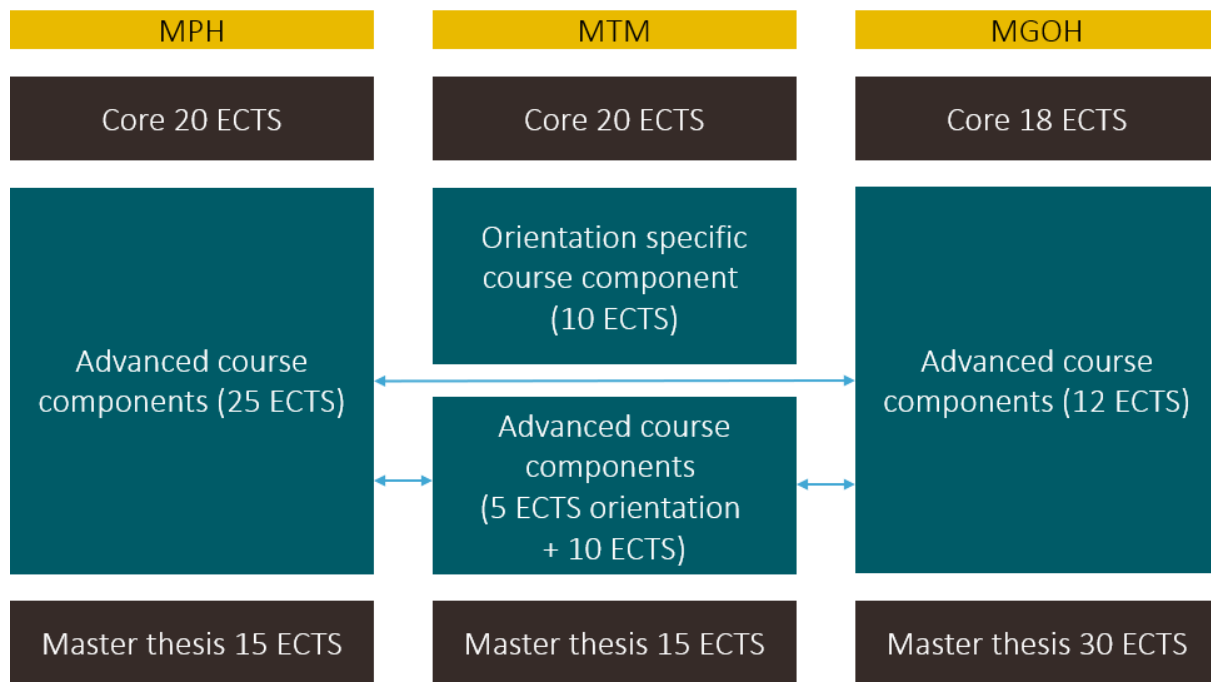 MPH
MTM
MGOH
Core 20 ECTS
Core 20 ECTS
Core 18 ECTS
Advanced course
components (25 ECTS)
Orientation specific
course component
(10 ECTS)
Advanced course
components
(5 ECTS orientation
+ 10 ECTS)
Advanced course
components (12 ECTS)
Master thesis 15 ECTS
Master thesis 15 ECTS
Master thesis 30 ECTS